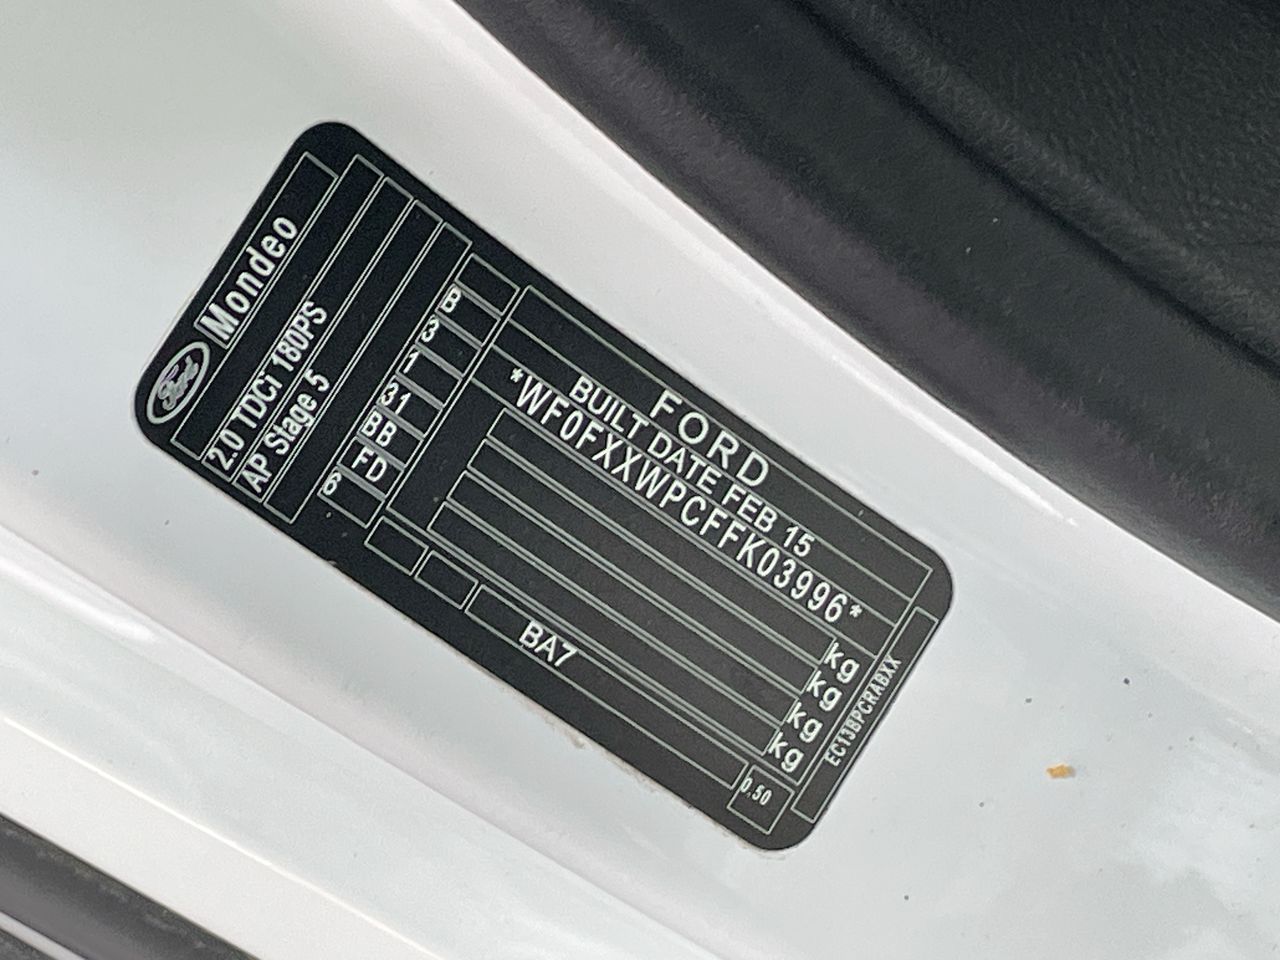 Ford
Mondeo
2.0 TDCi 180PS
AP Stage 5
B
3
1
31
BB
FD
6
FORD
BUILT DATE FEB 15
*WF0FXXWPCFFK03996*
kg
kg
kg
kg
BA7
0.50
EC13BPCRABXX